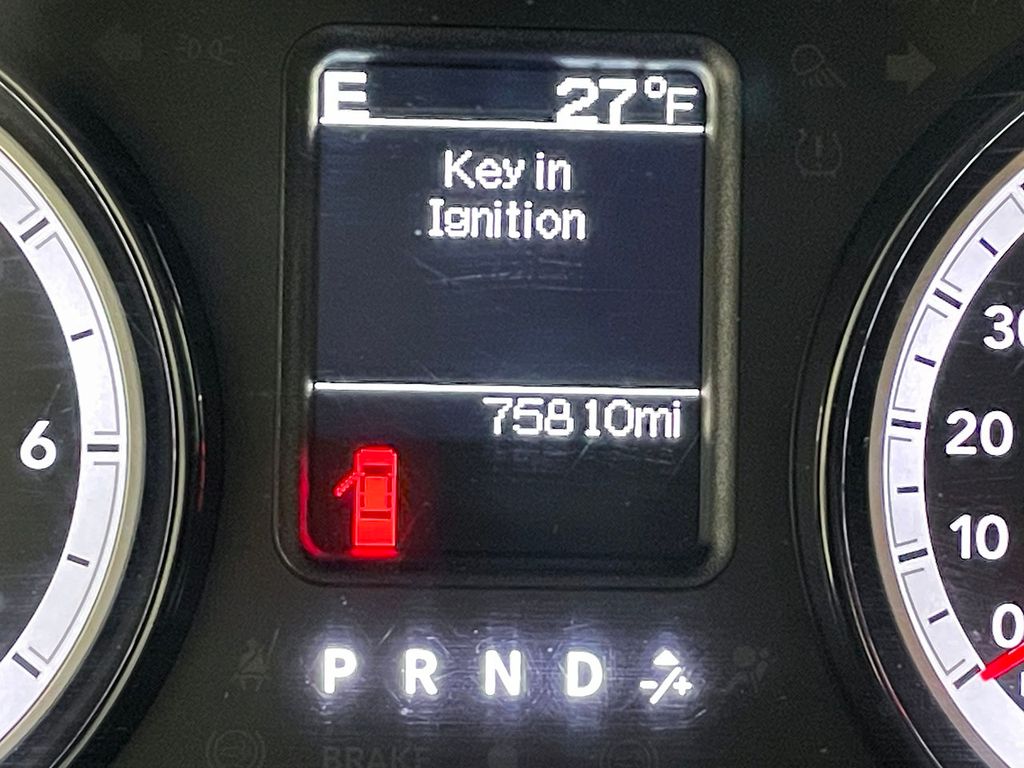 E 27°F
Key in
Ignition
75810mi
P R N D -/+
BRAKE
6
30
20
10
0